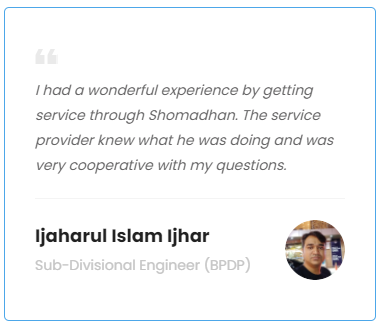 I had a wonderful experience by getting
service through Shomadhan. The service
provider knew what he was doing and was
very cooperative with my questions.
Ijaharul Islam Ijhar
Sub-Divisional Engineer (BPDP)